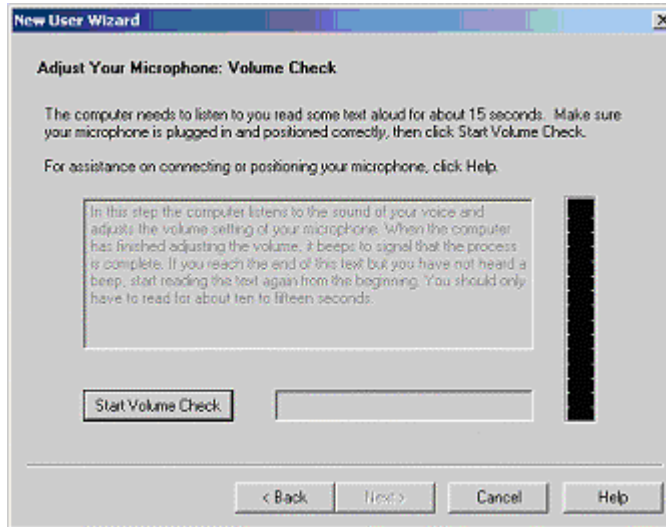 New User Wizard
Adjust Your Microphone: Volume Check
The computer needs to listen to you read some text aloud for about 15 seconds. Make sure
your microphone is plugged in and positioned correctly, then click Start Volume Check.
For assistance on connecting or positioning your microphone, click Help.
In this step the computer listens to the sound of your voice and
adjusts the volume setting of your microphone. When the computer
has finished adjusting the volume, it beeps to signal that the process
is complete. If you reach the end of this text but you have not heard a
beep, start reading the text again from the beginning. You should only
have to read for about ten to fifteen seconds.
Start Volume Check
< Back Next > Cancel Help